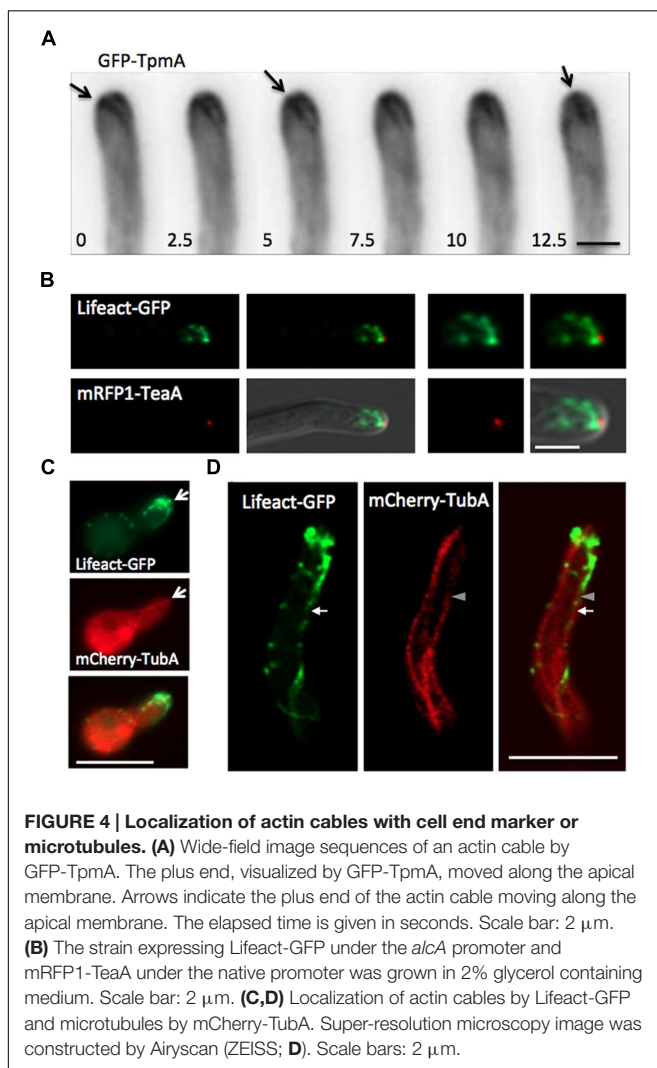 A
GFP-TpmA
0 2.5 5 7.5 10 12.5
B
Lifeact-GFP
mRFP1-TeaA
C
Lifeact-GFP
mCherry-TubA
D
Lifeact-GFP mCherry-TubA
FIGURE 4 | Localization of actin cables with cell end marker or
microtubules. (A) Wide-field image sequences of an actin cable by
GFP-TpmA. The plus end, visualized by GFP-TpmA, moved along the apical
membrane. Arrows indicate the plus end of the actin cable moving along the
apical membrane. The elapsed time is given in seconds. Scale bar: 2 μm.
(B) The strain expressing Lifeact-GFP under the alcA promoter and
mRFP1-TeaA under the native promoter was grown in 2% glycerol containing
medium. Scale bar: 2 μm. (C,D) Localization of actin cables by Lifeact-GFP
and microtubules by mCherry-TubA. Super-resolution microscopy image was
constructed by Airyscan (ZEISS; D). Scale bars: 2 μm.